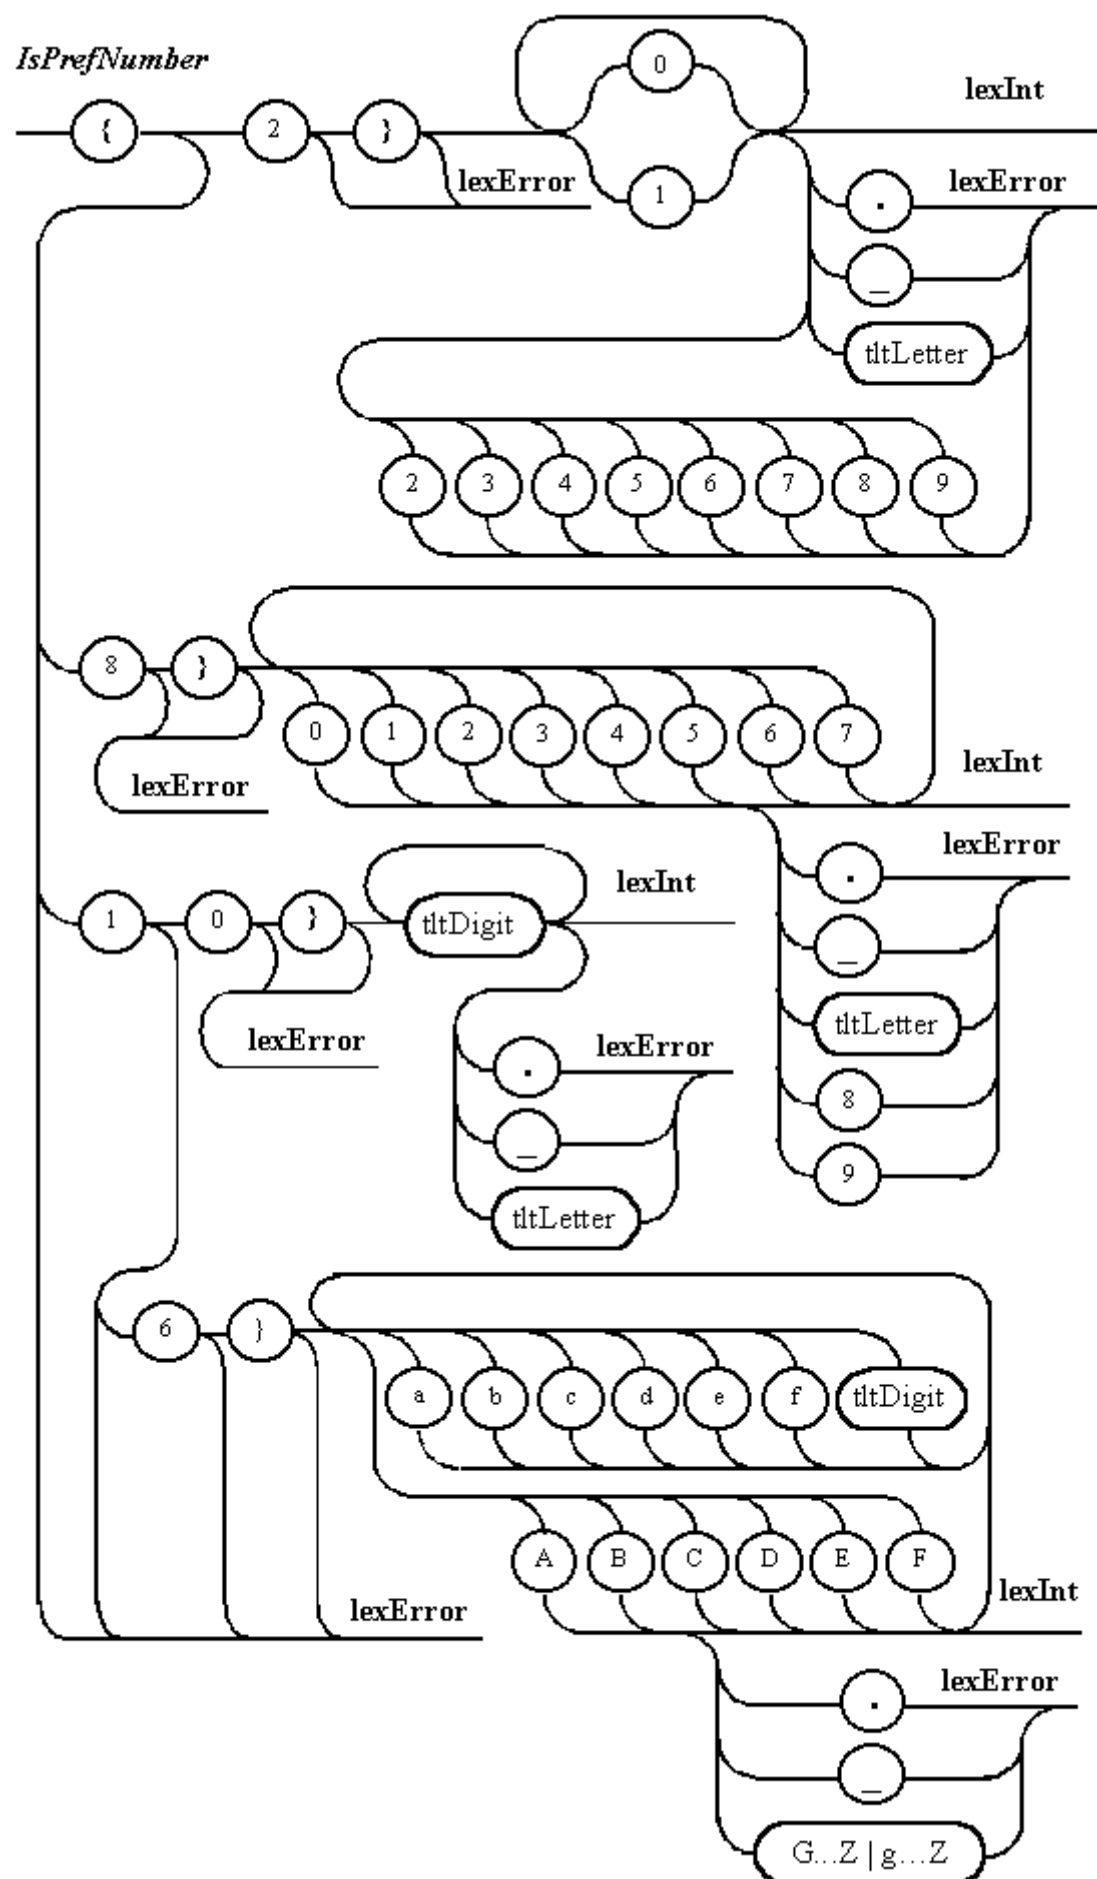 IsPrefNumber
0
lexInt
{ 2 }
lexError
1
lexError
.
_
tltLetter
2 3 4 5 6 7 8 9
8 }
0 1 2 3 4 5 6 7
lexInt
lexError
lexError
.
lexInt
1 0 } tltDigit
_
lexError
lexError
tltLetter
.
8
_
9
tltLetter
6 }
a b c d e f tltDigit
A B C D E F
lexInt
lexError
lexError
.
_
G...Z | g...Z